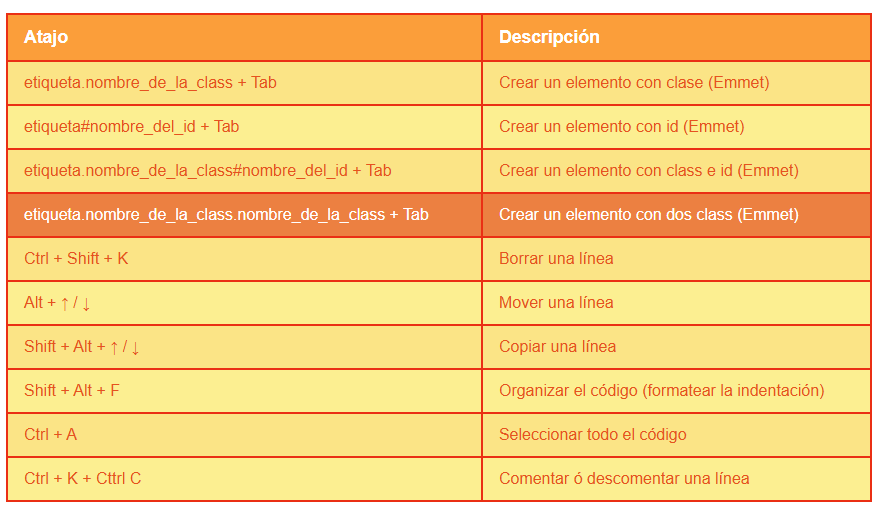 Atajo Descripción
etiqueta.nombre_de_la_class + Tab Crear un elemento con clase (Emmet)
etiqueta#nombre_del_id + Tab Crear un elemento con id (Emmet)
etiqueta.nombre_de_la_class#nombre_del_id + Tab Crear un elemento con class e id (Emmet)
etiqueta.nombre_de_la_class.nombre_de_la_class + Tab Crear un elemento con dos class (Emmet)
Ctrl + Shift + K Borrar una línea
Alt + ↑ / ↓ Mover una línea
Shift + Alt + ↑ / ↓ Copiar una línea
Shift + Alt + F Organizar el código (formatear la indentación)
Ctrl + A Seleccionar todo el código
Ctrl + K + Cttrl C Comentar ó descomentar una línea